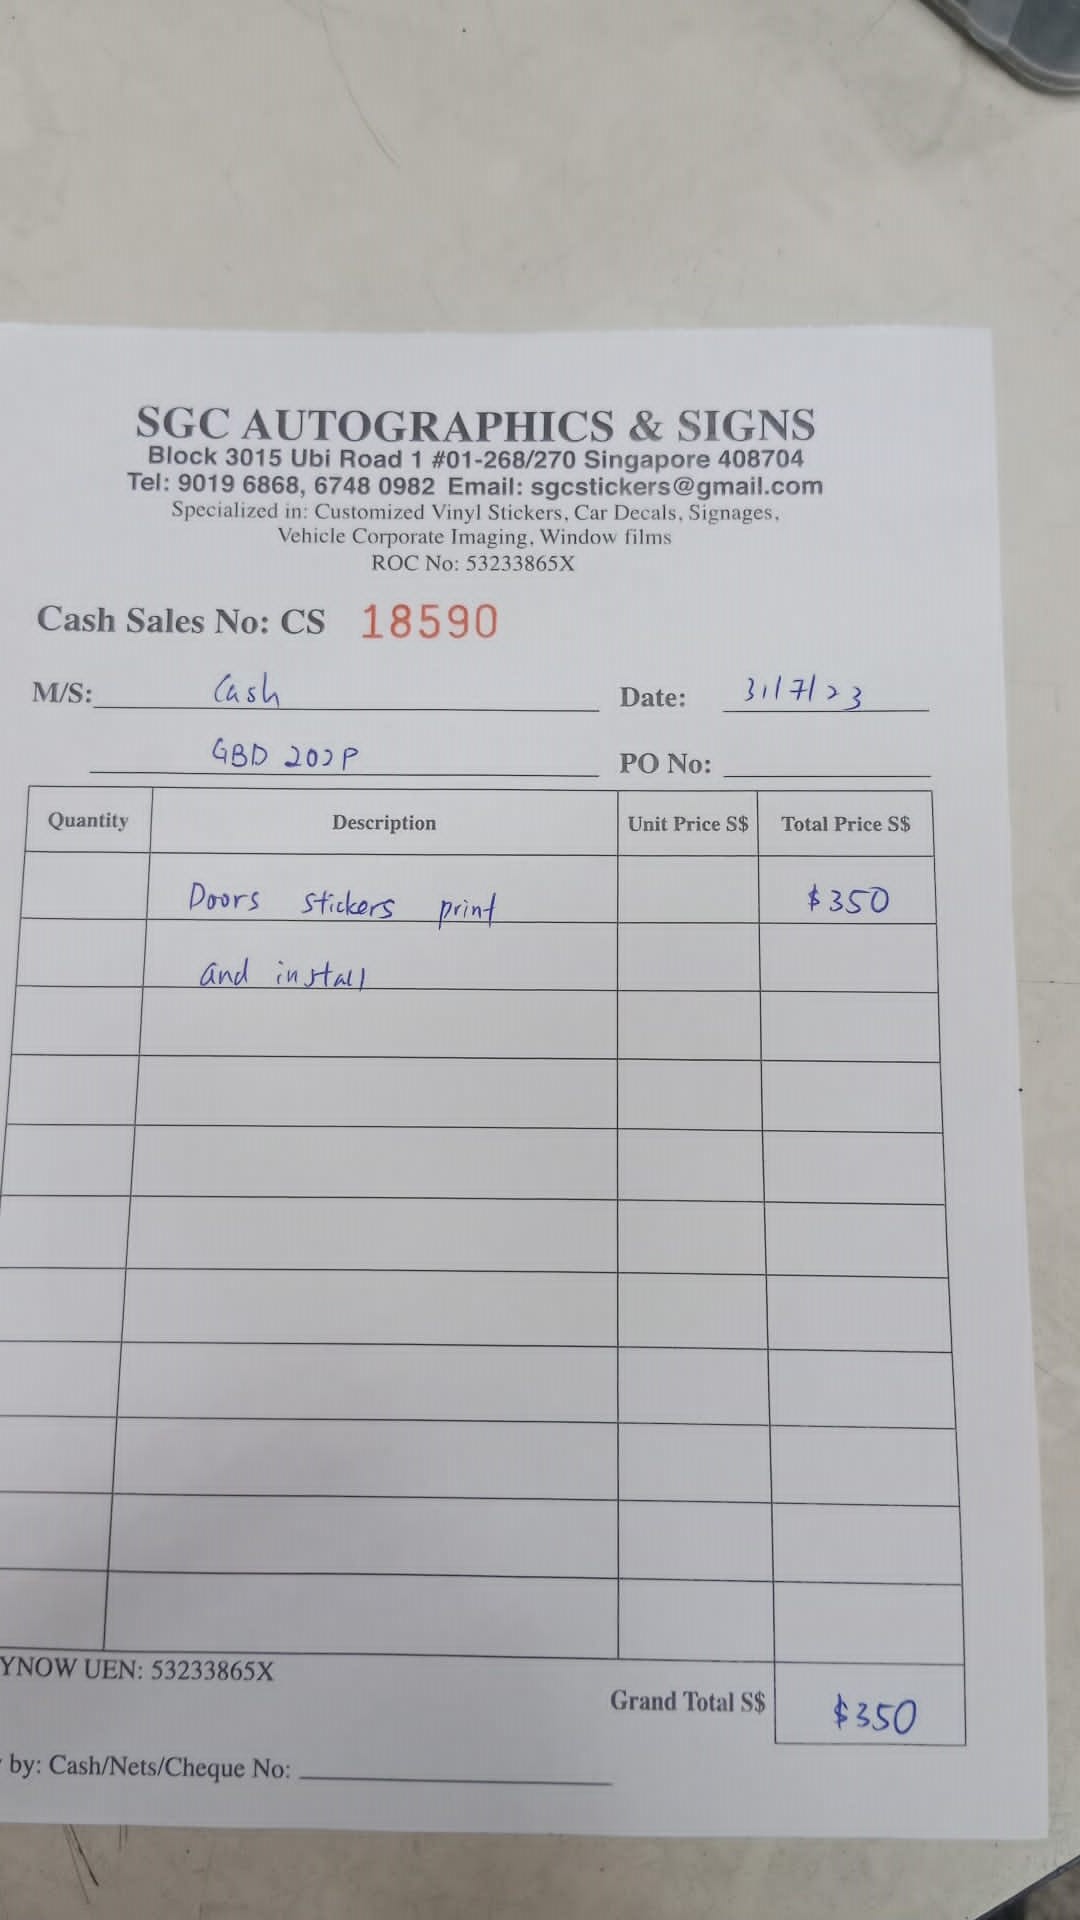 SGC AUTOGRAPHICS & SIGNS
Block 3015 Ubi Road 1 #01-268/270 Singapore 408704
Tel: 9019 6868, 6748 0982 Email: sgcstickers@gmail.com
Specialized in: Customized Vinyl Stickers, Car Decals, Signages,
Vehicle Corporate Imaging, Window films
ROC No: 53233865X
Cash Sales No: CS 18590
M/S: Cash Date: 31/7/23
GBD 202P PO No:
Quantity Description Unit Price S$ Total Price S$
Doors stickers print $350
and install
YNOW UEN: 53233865X
Grand Total S$ $350
by: Cash/Nets/Cheque No: